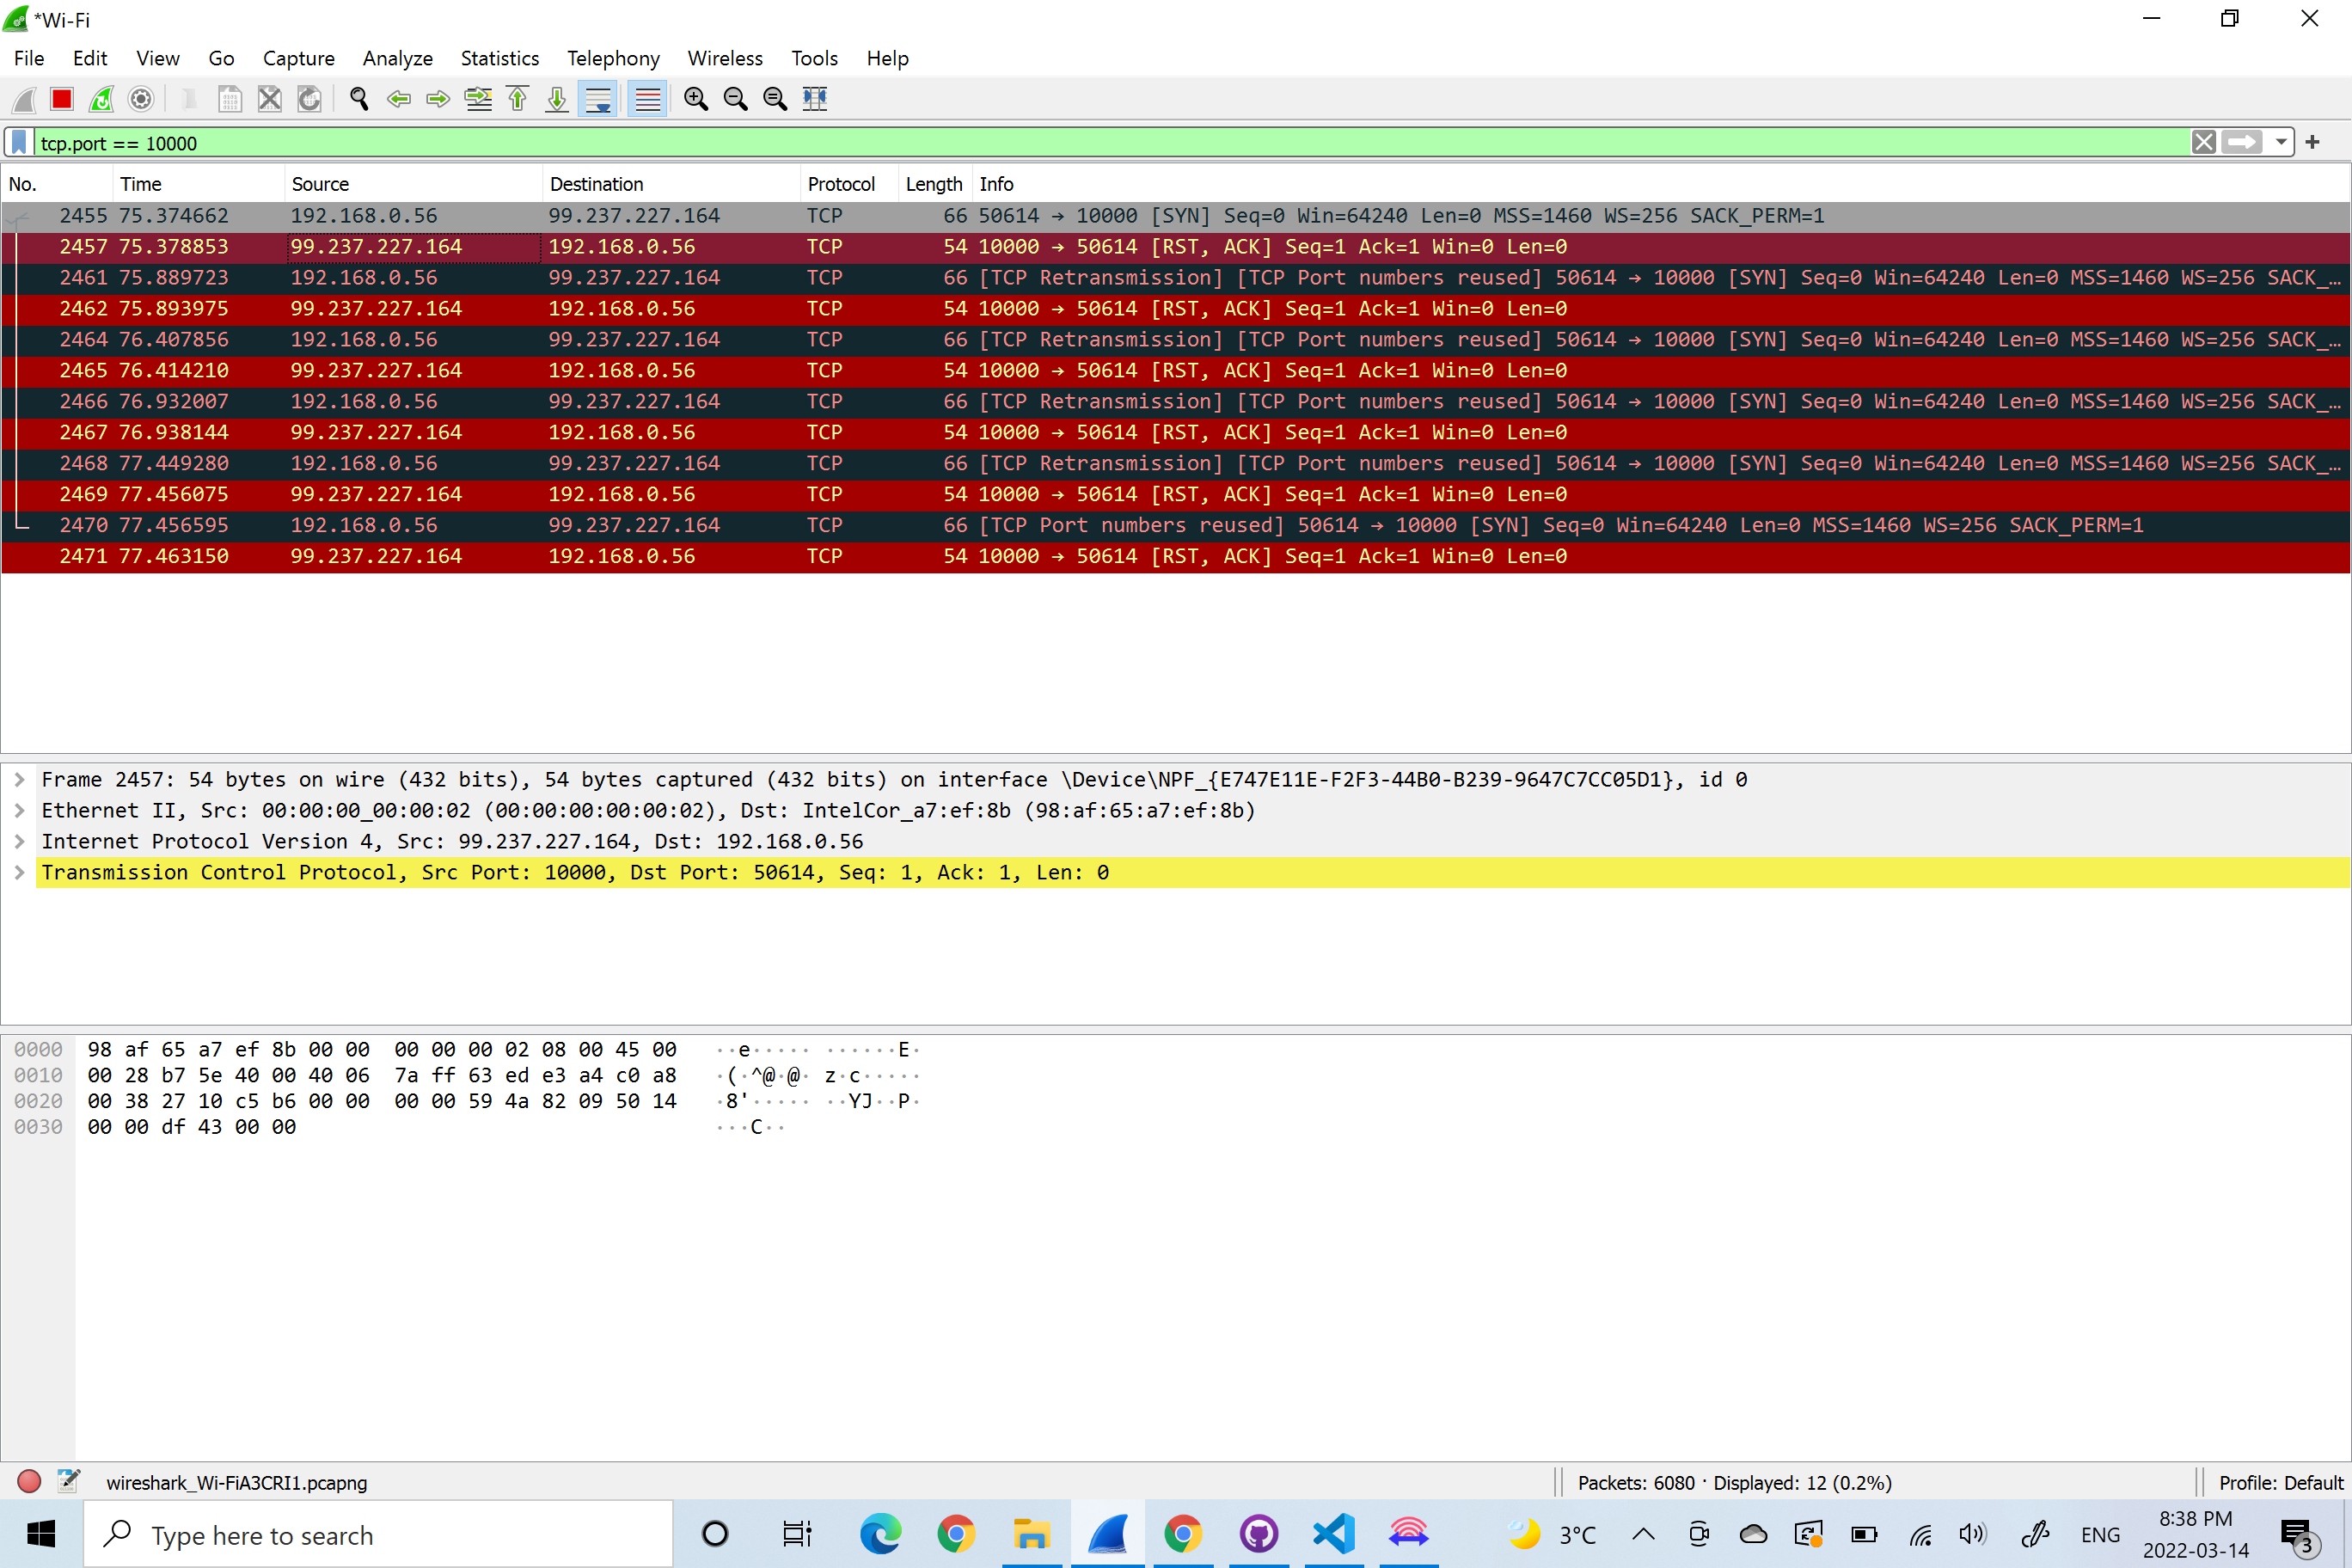 *Wi-Fi
File Edit View Go Capture Analyze Statistics Telephony Wireless Tools Help
tcp.port == 10000
No. Time Source Destination Protocol Length Info
2455 75.374662 192.168.0.56 99.237.227.164 TCP 66 50614 → 10000 [SYN] Seq=0 Win=64240 Len=0 MSS=1460 WS=256 SACK_PERM=1
2457 75.378853 99.237.227.164 192.168.0.56 TCP 54 10000 → 50614 [RST, ACK] Seq=1 Ack=1 Win=0 Len=0
2461 75.889723 192.168.0.56 99.237.227.164 TCP 66 [TCP Retransmission] [TCP Port numbers reused] 50614 → 10000 [SYN] Seq=0 Win=64240 Len=0 MSS=1460 WS=256 SACK_…
2462 75.893975 99.237.227.164 192.168.0.56 TCP 54 10000 → 50614 [RST, ACK] Seq=1 Ack=1 Win=0 Len=0
2464 76.407856 192.168.0.56 99.237.227.164 TCP 66 [TCP Retransmission] [TCP Port numbers reused] 50614 → 10000 [SYN] Seq=0 Win=64240 Len=0 MSS=1460 WS=256 SACK_…
2465 76.414210 99.237.227.164 192.168.0.56 TCP 54 10000 → 50614 [RST, ACK] Seq=1 Ack=1 Win=0 Len=0
2466 76.932007 192.168.0.56 99.237.227.164 TCP 66 [TCP Retransmission] [TCP Port numbers reused] 50614 → 10000 [SYN] Seq=0 Win=64240 Len=0 MSS=1460 WS=256 SACK_…
2467 76.938144 99.237.227.164 192.168.0.56 TCP 54 10000 → 50614 [RST, ACK] Seq=1 Ack=1 Win=0 Len=0
2468 77.449280 192.168.0.56 99.237.227.164 TCP 66 [TCP Retransmission] [TCP Port numbers reused] 50614 → 10000 [SYN] Seq=0 Win=64240 Len=0 MSS=1460 WS=256 SACK_…
2469 77.456075 99.237.227.164 192.168.0.56 TCP 54 10000 → 50614 [RST, ACK] Seq=1 Ack=1 Win=0 Len=0
2470 77.456595 192.168.0.56 99.237.227.164 TCP 66 [TCP Port numbers reused] 50614 → 10000 [SYN] Seq=0 Win=64240 Len=0 MSS=1460 WS=256 SACK_PERM=1
2471 77.463150 99.237.227.164 192.168.0.56 TCP 54 10000 → 50614 [RST, ACK] Seq=1 Ack=1 Win=0 Len=0
Frame 2457: 54 bytes on wire (432 bits), 54 bytes captured (432 bits) on interface \Device\NPF_{E747E11E-F2F3-44B0-B239-9647C7CC05D1}, id 0
Ethernet II, Src: 00:00:00_00:00:02 (00:00:00:00:00:02), Dst: IntelCor_a7:ef:8b (98:af:65:a7:ef:8b)
Internet Protocol Version 4, Src: 99.237.227.164, Dst: 192.168.0.56
Transmission Control Protocol, Src Port: 10000, Dst Port: 50614, Seq: 1, Ack: 1, Len: 0
0000 98 af 65 a7 ef 8b 00 00 00 00 00 02 08 00 45 00 ··e····· ······E·
0010 00 28 b7 5e 40 00 40 06 7a ff 63 ed e3 a4 c0 a8 ·(·^@·@· z·c·····
0020 00 38 27 10 c5 b6 00 00 00 00 59 4a 82 09 50 14 ·8'····· ··YJ··P·
0030 00 00 df 43 00 00 ···C··
wireshark_Wi-FiA3CRI1.pcapng Packets: 6080 · Displayed: 12 (0.2%) Profile: Default
Type here to search 3°C ENG 8:38 PM
2022-03-14 3